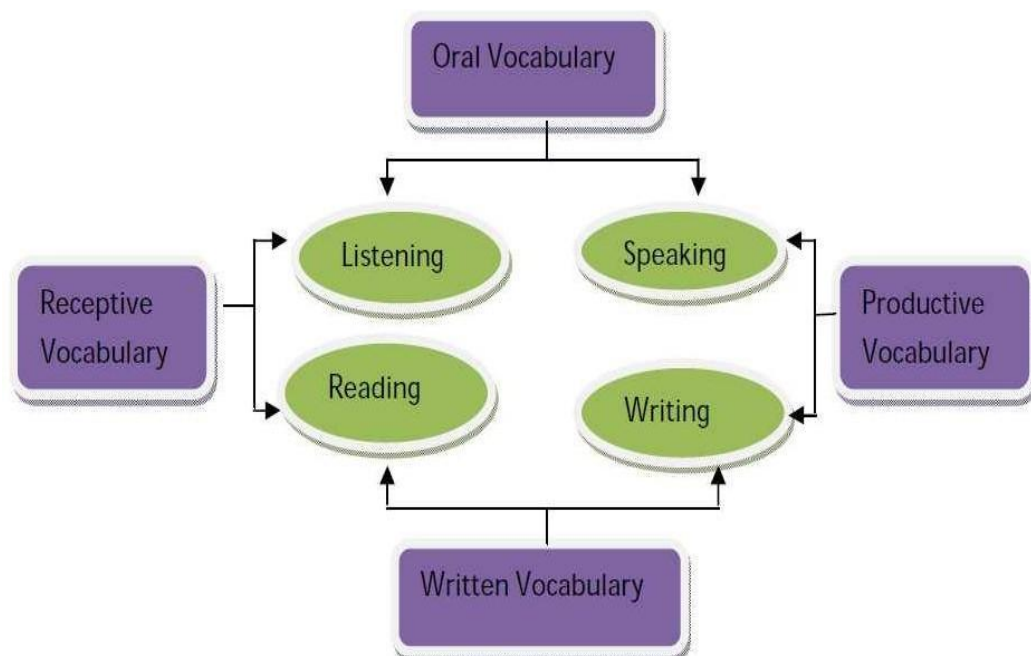 Oral Vocabulary
Listening
Speaking
Receptive
Vocabulary
Productive
Vocabulary
Reading
Writing
Written Vocabulary